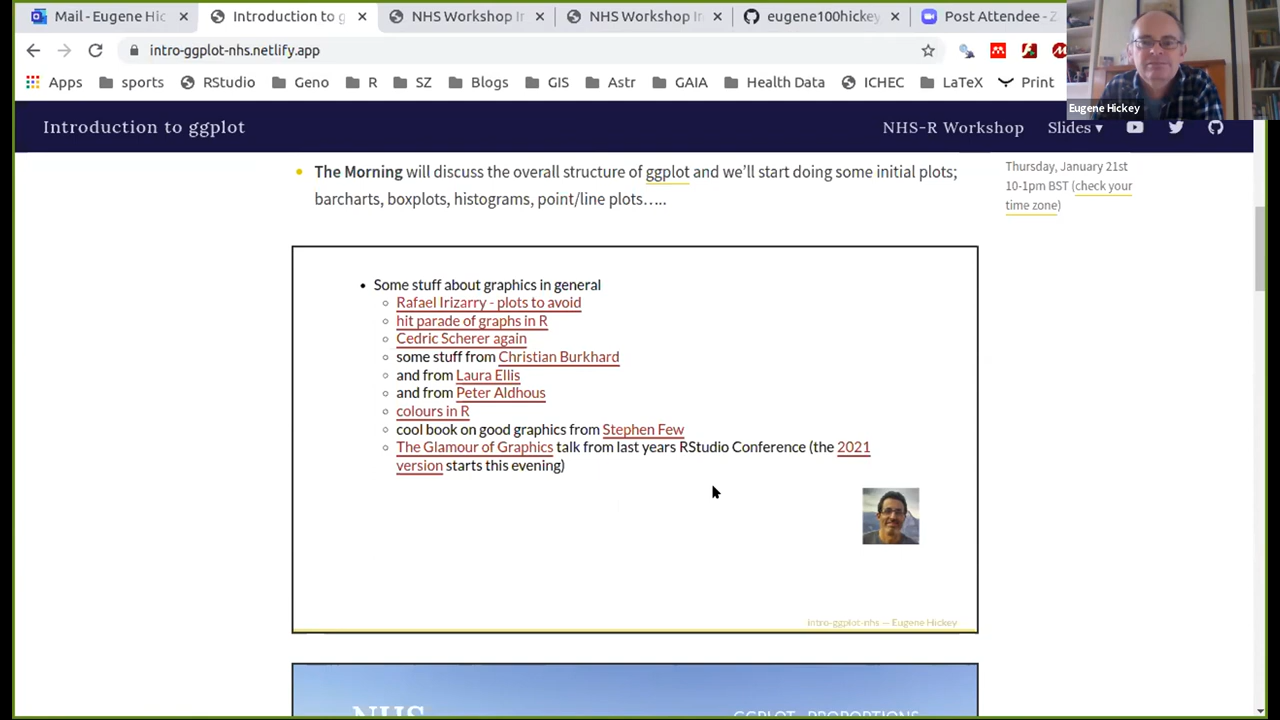 Mail - Eugene Hic
Introduction to g
NHS Workshop Ir
NHS Workshop Ir
eugene100hickey
Post Attendee - Z
intro-ggplot-nhs.netlify.app
Apps
sports
RStudio
Geno
R
SZ
Blogs
GIS
Astr
GAIA
Health Data
ICHEC
LaTeX
Print
Eugene Hickey
Introduction to ggplot
NHS-R Workshop
Slides ▾
The Morning will discuss the overall structure of ggplot and we'll start doing some initial plots;
barcharts, boxplots, histograms, point/line plots.....
Thursday, January 21st
10-1pm BST (check your
time zone)
Some stuff about graphics in general
Rafael Irizarry - plots to avoid
hit parade of graphs in R
Cedric Scherer again
some stuff from Christian Burkhard
and from Laura Ellis
and from Peter Aldhous
colours in R
cool book on good graphics from Stephen Few
The Glamour of Graphics talk from last years RStudio Conference (the 2021
version starts this evening)
intro-ggplot-nhs — Eugene Hickey
NHS
GGPLOT PROPORTIONS